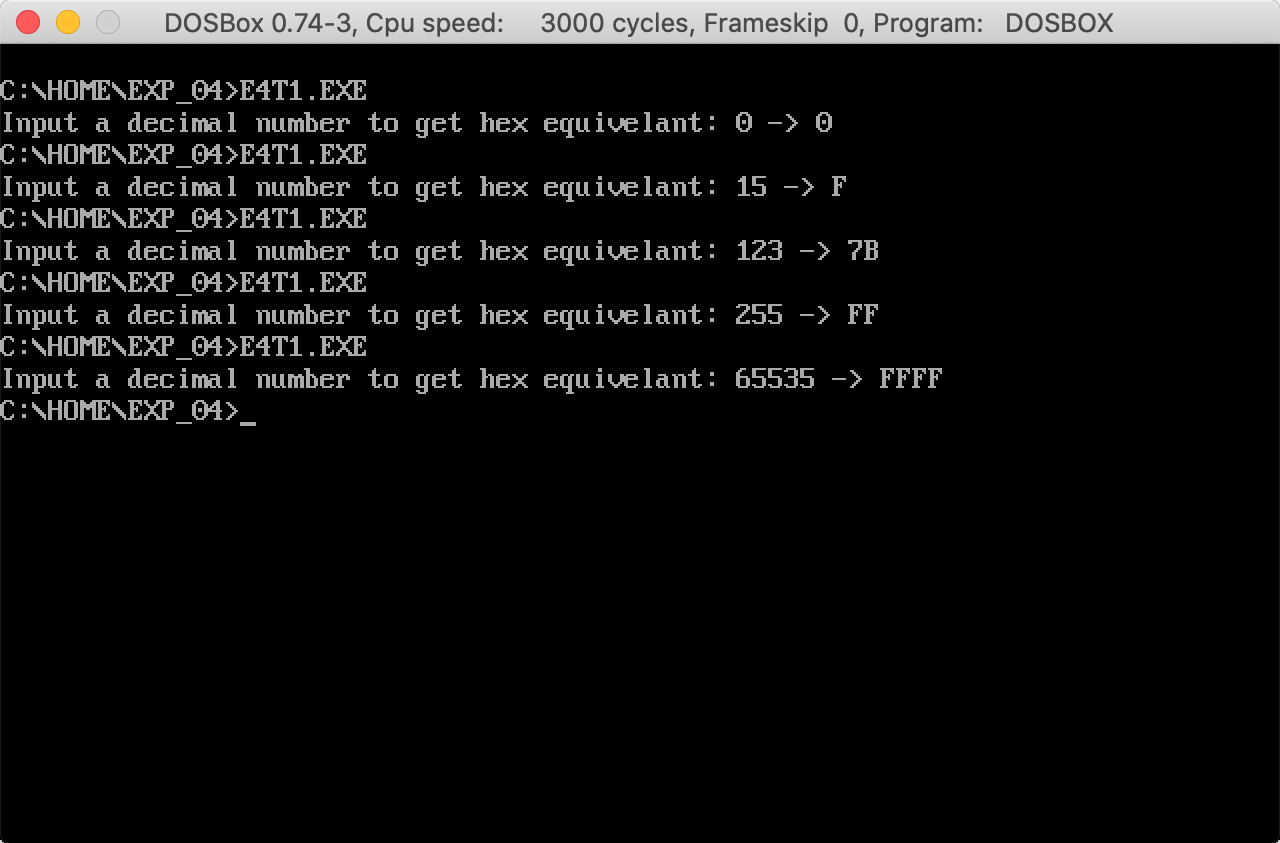 DOSBox 0.74-3, Cpu speed:    3000 cycles, Frameskip  0, Program:   DOSBOX
C:\HOME\EXP_04>E4T1.EXE
Input a decimal number to get hex equivelant: 0 -> 0
C:\HOME\EXP_04>E4T1.EXE
Input a decimal number to get hex equivelant: 15 -> F
C:\HOME\EXP_04>E4T1.EXE
Input a decimal number to get hex equivelant: 123 -> 7B
C:\HOME\EXP_04>E4T1.EXE
Input a decimal number to get hex equivelant: 255 -> FF
C:\HOME\EXP_04>E4T1.EXE
Input a decimal number to get hex equivelant: 65535 -> FFFF
C:\HOME\EXP_04>_